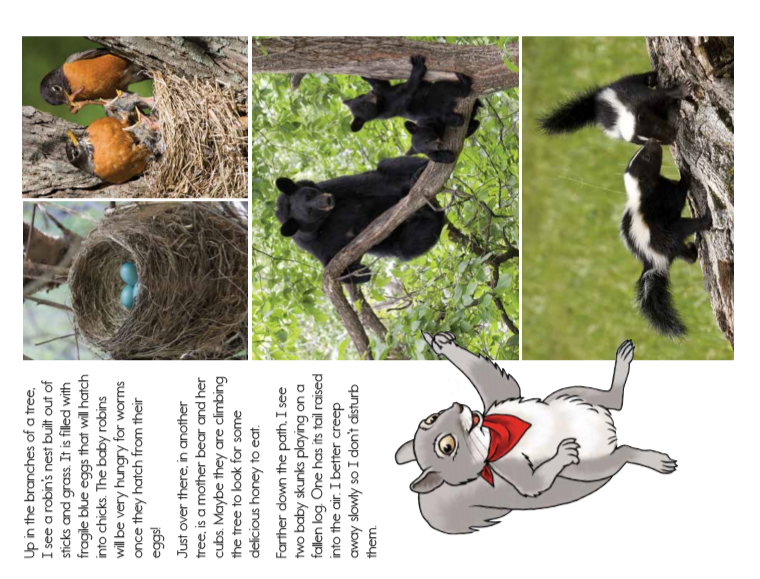 Up in the branches of a tree,
I see a robin's nest built out of
sticks and grass. It is filled with
fragile blue eggs that will hatch
into chicks. The baby robins
will be very hungry for worms
once they hatch from their
eggs!
Just over there, in another
tree, is a mother bear and her
cubs. Maybe they are climbing
the tree to look for some
delicious honey to eat.
Farther down the path, I see
two baby skunks playing on a
fallen log. One has its tail raised
into the air. I better creep
away slowly so I don't disturb
them.